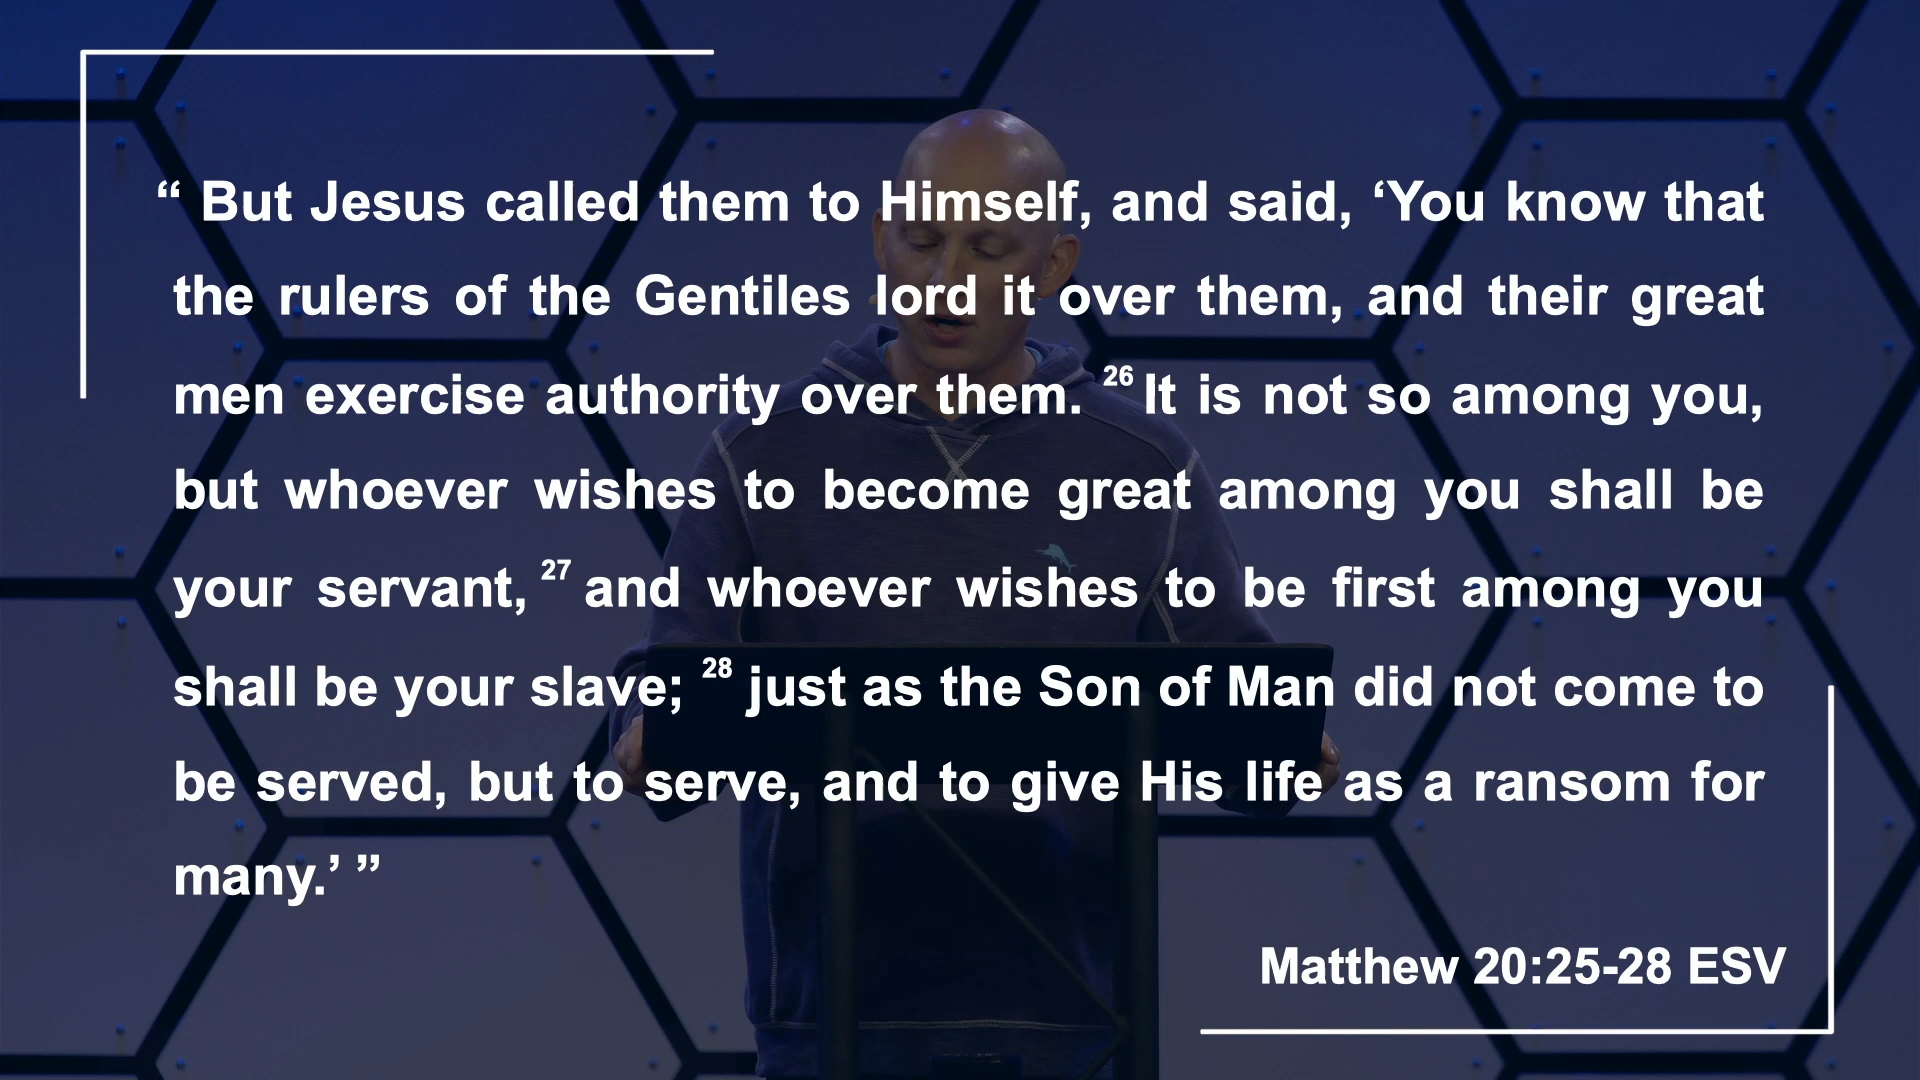 “ But Jesus called them to Himself, and said, ‘You know that
the rulers of the Gentiles lord it over them, and their great
men exercise authority over them. 26 It is not so among you,
but whoever wishes to become great among you shall be
your servant, 27 and whoever wishes to be first among you
shall be your slave; 28 just as the Son of Man did not come to
be served, but to serve, and to give His life as a ransom for
many.’ ”
Matthew 20:25-28 ESV